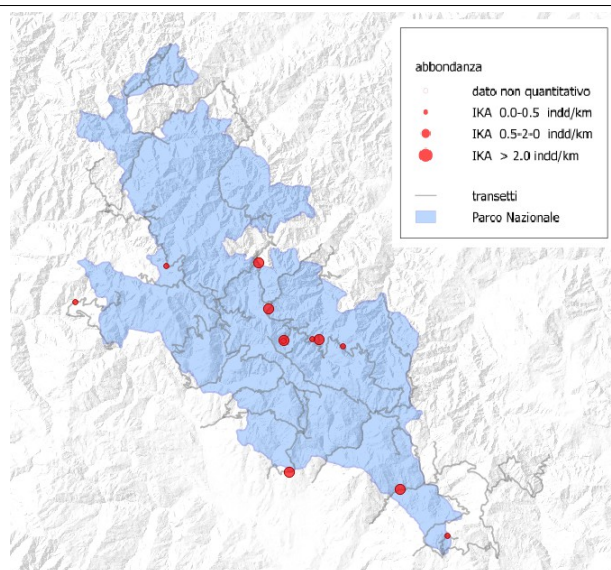 abbondanza
dato non quantitativo
IKA 0.0-0.5 indd/km
IKA 0.5-2-0 indd/km
IKA > 2.0 indd/km
transetti
Parco Nazionale